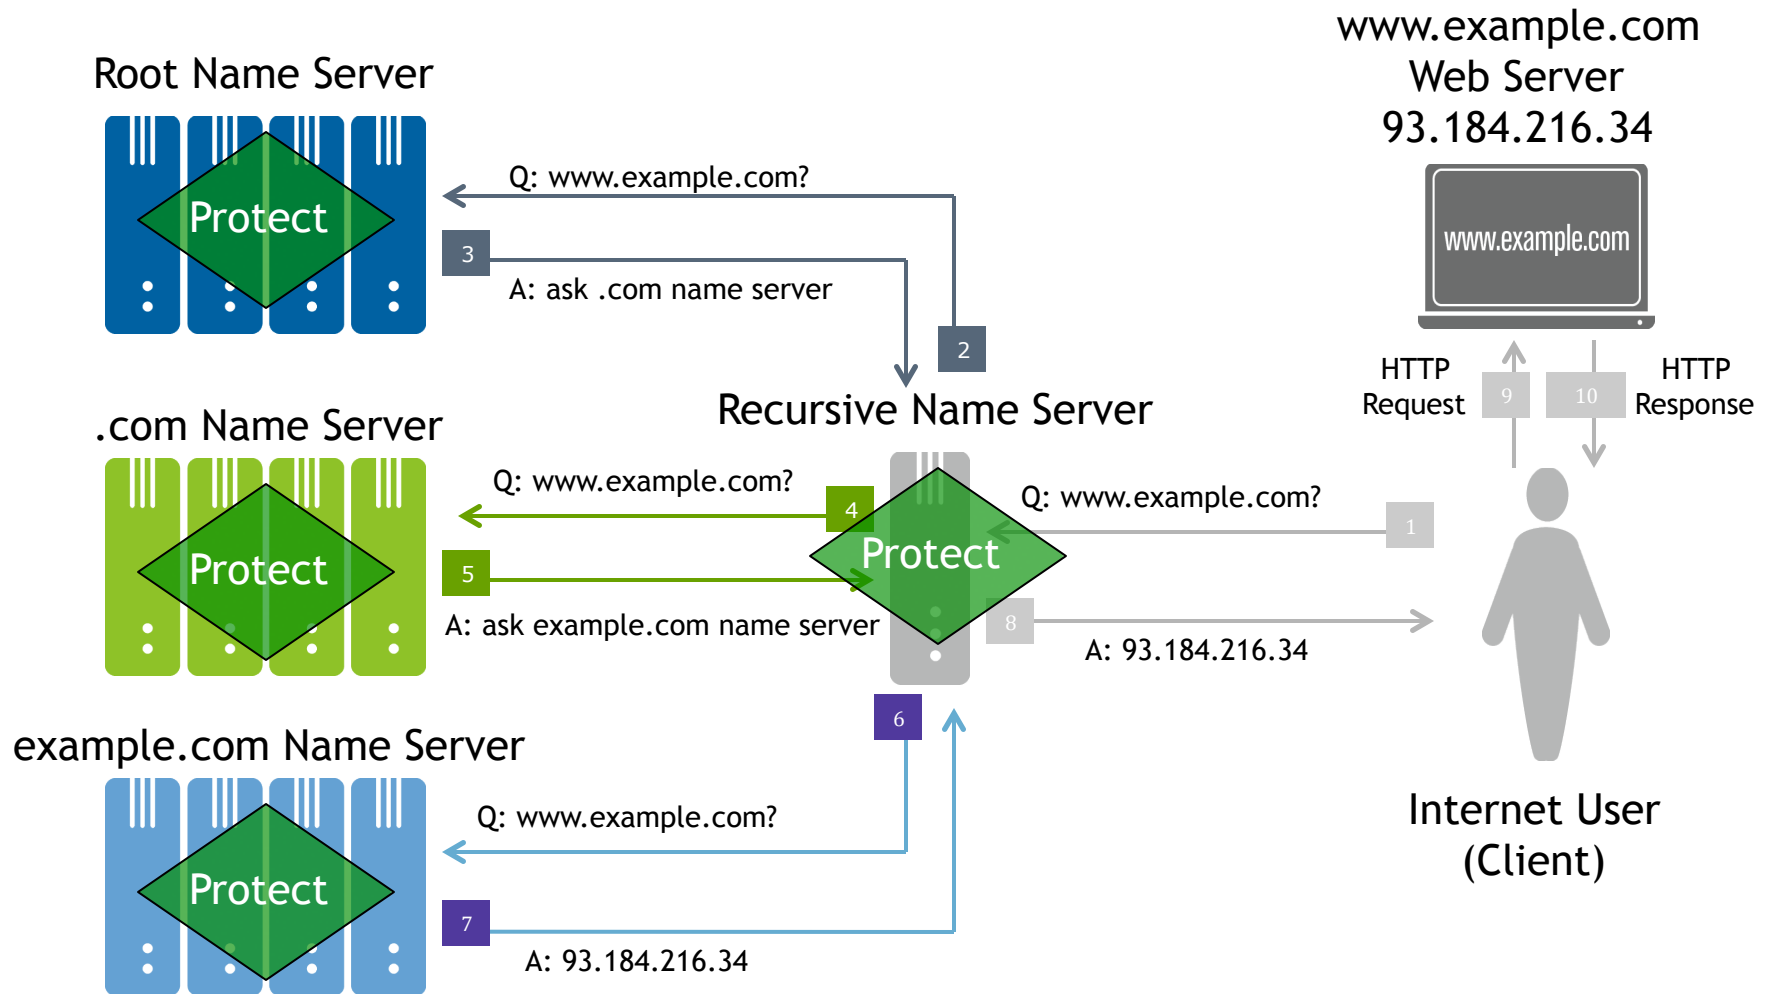 www.example.com
Web Server
93.184.216.34
www.example.com
Root Name Server
Protect
Q: www.example.com?
3
A: ask .com name server
2
HTTP
Request
9
10
HTTP
Response
Recursive Name Server
.com Name Server
Protect
Q: www.example.com?
4
5
A: ask example.com name server
Protect
Q: www.example.com?
1
8
A: 93.184.216.34
6
example.com Name Server
Protect
Q: www.example.com?
7
A: 93.184.216.34
Internet User
(Client)